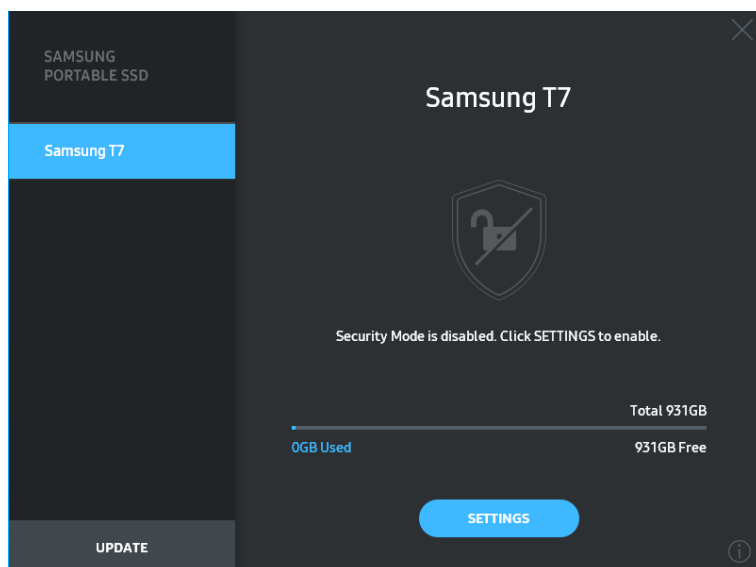 SAMSUNG
PORTABLE SSD
Samsung T7
Samsung T7
Security Mode is disabled. Click SETTINGS to enable.
Total 931GB
0GB Used
931GB Free
SETTINGS
UPDATE